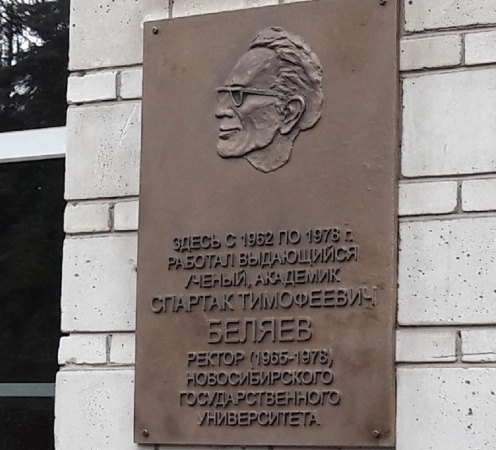 ЗДЕСЬ С 1962 ПО 1978 г.
РАБОТАЛ ВЫДАЮЩИЙСЯ
УЧЕНЫЙ, АКАДЕМИК
СПАРТАК ТИМОФЕЕВИЧ
БЕЛЯЕВ
РЕКТОР (1965-1978)
НОВОСИБИРСКОГО
ГОСУДАРСТВЕННОГО
УНИВЕРСИТЕТА